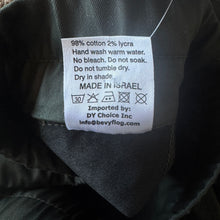 98% cotton 2% lycra
Hand wash warm water.
No bleach. Do not soak.
Do not tumble dry.
Dry in shade.
MADE IN ISRAEL
30
Imported by:
DY Choice Inc
info@bevyflog.com